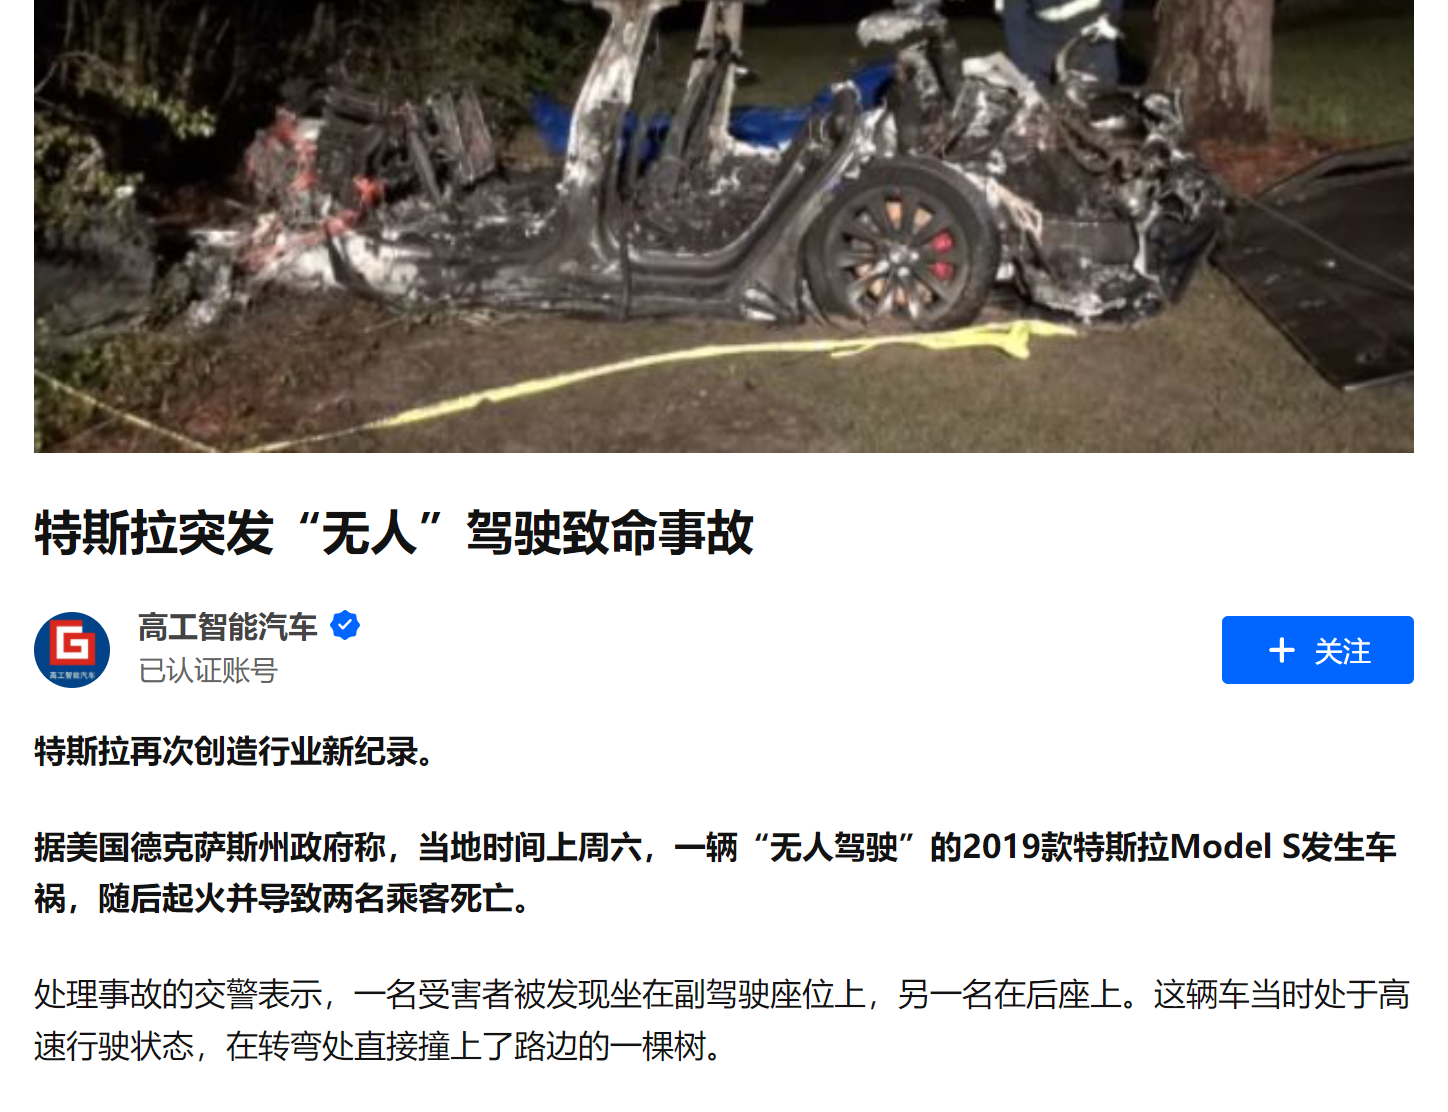 特斯拉突发“无人”驾驶致命事故
高工智能汽车
高工智能汽车
已认证账号
关注
特斯拉再次创造行业新纪录。
据美国德克萨斯州政府称，当地时间上周六，一辆“无人驾驶”的2019款特斯拉Model S发生车
祸，随后起火并导致两名乘客死亡。
处理事故的交警表示，一名受害者被发现坐在副驾驶座位上，另一名在后座上。这辆车当时处于高
速行驶状态，在转弯处直接撞上了路边的一棵树。